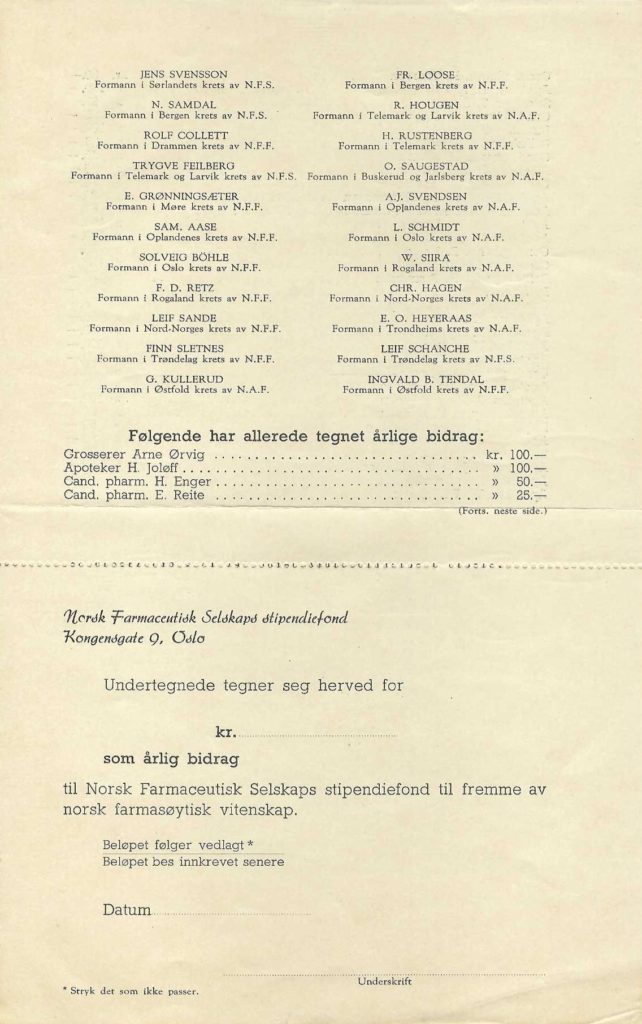 JENS SVENSSON
Formann i Sørlandets krets av N.F.S.
N. SAMDAL
Formann i Bergen krets av N.F.S.
ROLF COLLETT
Formann i Drammen krets av N.F.F.
TRYGVE FEILBERG
Formann i Telemark og Larvik krets av N.F.S.
E. GRØNNINGSÆTER
Formann i Møre krets av N.F.F.
SAM. AASE
Formann i Oplandenes krets av N.F.F.
SOLVEIG BÖHLE
Formann i Oslo krets av N.F.F.
F. D. RETZ
Formann i Rogaland krets av N.F.F.
LEIF SANDE
Formann i Nord-Norges krets av N.F.F.
FINN SLETNES
Formann i Trøndelag krets av N.F.F.
G. KULLERUD
Formann i Østfold krets av N.A.F.
FR. LOOSE
Formann i Bergen krets av N.F.F.
R. HOUGEN
Formann i Telemark og Larvik krets av N.A.F.
H. RUSTENBERG
Formann i Telemark krets av N.F.F.
O. SAUGESTAD
Formann i Buskerud og Jarlsberg krets av N.A.F.
A.J. SVENDSEN
Formann i Oplandenes krets av N.A.F.
L. SCHMIDT
Formann i Oslo krets av N.A.F.
W. SIIRA
Formann i Rogaland krets av N.A.F.
CHR. HAGEN
Formann i Nord-Norges krets av N.A.F.
E. O. HEYERAAS
Formann i Trondheims krets av N.A.F.
LEIF SCHANCHE
Formann i Trøndelag krets av N.F.S.
INGVALD B. TENDAL
Formann i Østfold krets av N.F.F.
Følgende har allerede tegnet årlige bidrag:
Grosserer Arne Ørvig ................................ kr. 100.—
Apoteker H. Joløff .................................... » 100.—
Cand. pharm. H. Enger ................................ » 50.—
Cand. pharm. E. Reite ................................ » 25.—
(Forts. neste side.)
Norsk Farmaceutisk Selskaps stipendiefond
Kongensgate 9, Oslo
Undertegnede tegner seg herved for
kr.
som årlig bidrag
til Norsk Farmaceutisk Selskaps stipendiefond til fremme av
norsk farmasøytisk vitenskap.
Beløpet følger vedlagt *
Beløpet bes innkrevet senere
Datum
Underskrift
* Stryk det som ikke passer.